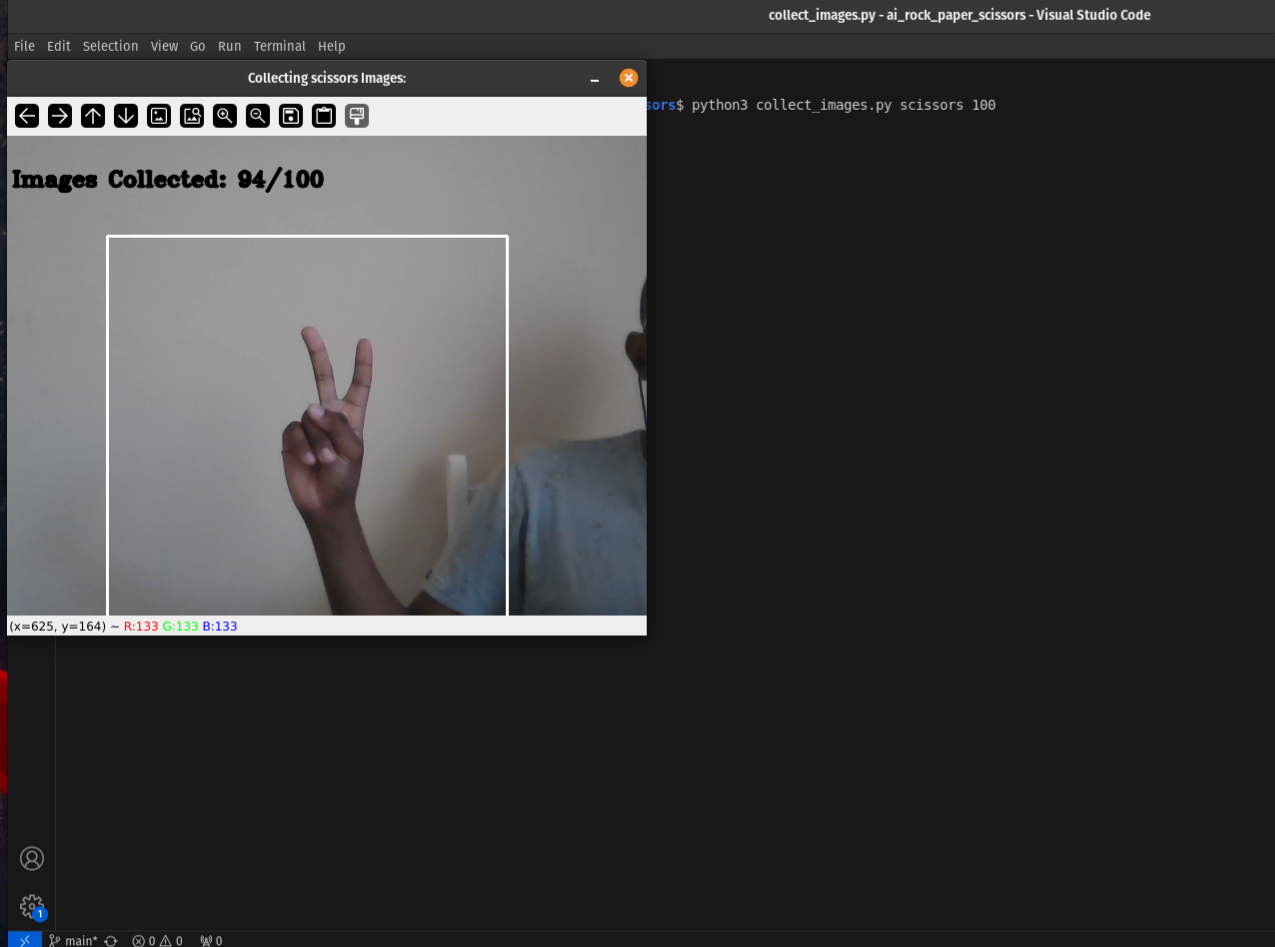 collect_images.py - ai_rock_paper_scissors - Visual Studio Code
File Edit Selection View Go Run Terminal Help
Collecting scissors Images:
sors$ python3 collect_images.py scissors 100
Images Collected: 94/100
(x=625, y=164) ~ R:133 G:133 B:133
1
main* 0 0 0